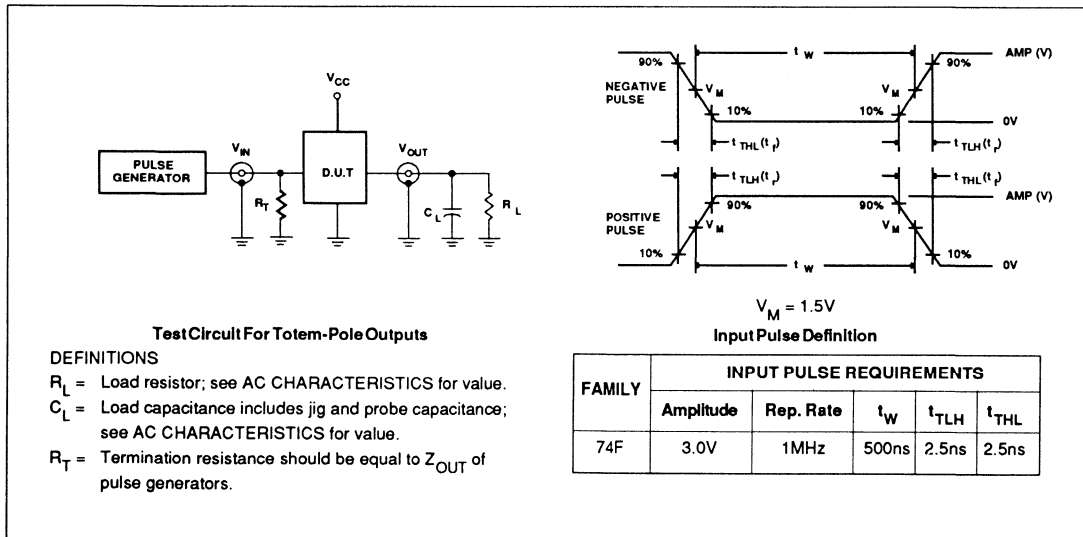 V_CC
V_IN
V_OUT
PULSE
GENERATOR
D.U.T
R_T
C_L
R_L
Test Circuit For Totem-Pole Outputs
DEFINITIONS
R_L = Load resistor; see AC CHARACTERISTICS for value.
C_L = Load capacitance includes jig and probe capacitance;
see AC CHARACTERISTICS for value.
R_T = Termination resistance should be equal to Z_OUT of
pulse generators.
t_W
AMP (V)
90%
90%
NEGATIVE
PULSE
V_M
V_M
10%
10%
0V
t_THL (t_f)
t_TLH (t_r)
t_TLH (t_r)
t_THL (t_f)
AMP (V)
90%
90%
POSITIVE
PULSE
V_M
V_M
10%
10%
t_W
0V
V_M = 1.5V
Input Pulse Definition
FAMILY
INPUT PULSE REQUIREMENTS
Amplitude Rep. Rate t_W t_TLH t_THL
74F 3.0V 1MHz 500ns 2.5ns 2.5ns